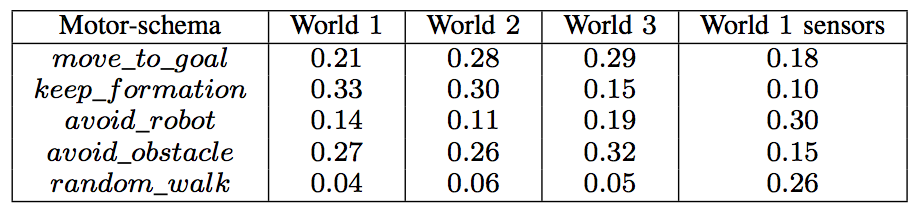 Motor-schema World 1 World 2 World 3 World 1 sensors
move_to_goal 0.21 0.28 0.29 0.18
keep_formation 0.33 0.30 0.15 0.10
avoid_robot 0.14 0.11 0.19 0.30
avoid_obstacle 0.27 0.26 0.32 0.15
random_walk 0.04 0.06 0.05 0.26